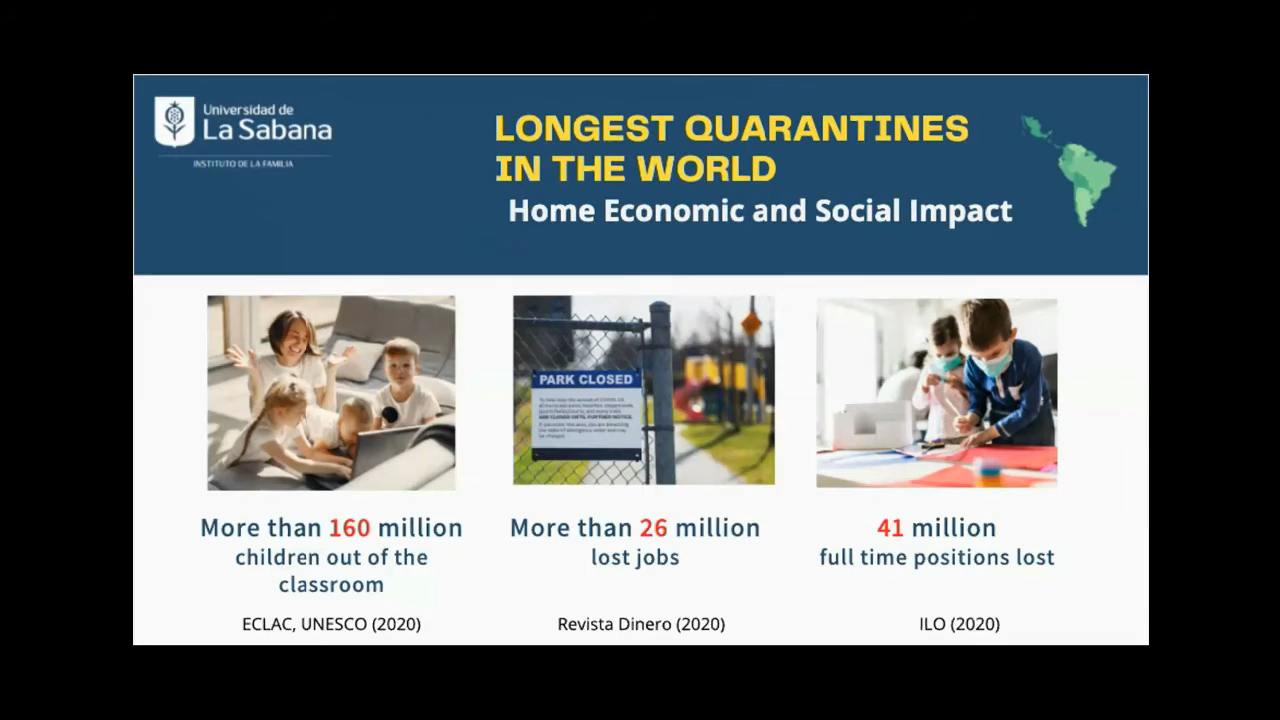 Universidad de
La Sabana
INSTITUTO DE LA FAMILIA
LONGEST QUARANTINES
IN THE WORLD
Home Economic and Social Impact
PARK CLOSED
More than 160 million
children out of the
classroom
ECLAC, UNESCO (2020)
More than 26 million
lost jobs
Revista Dinero (2020)
41 million
full time positions lost
ILO (2020)